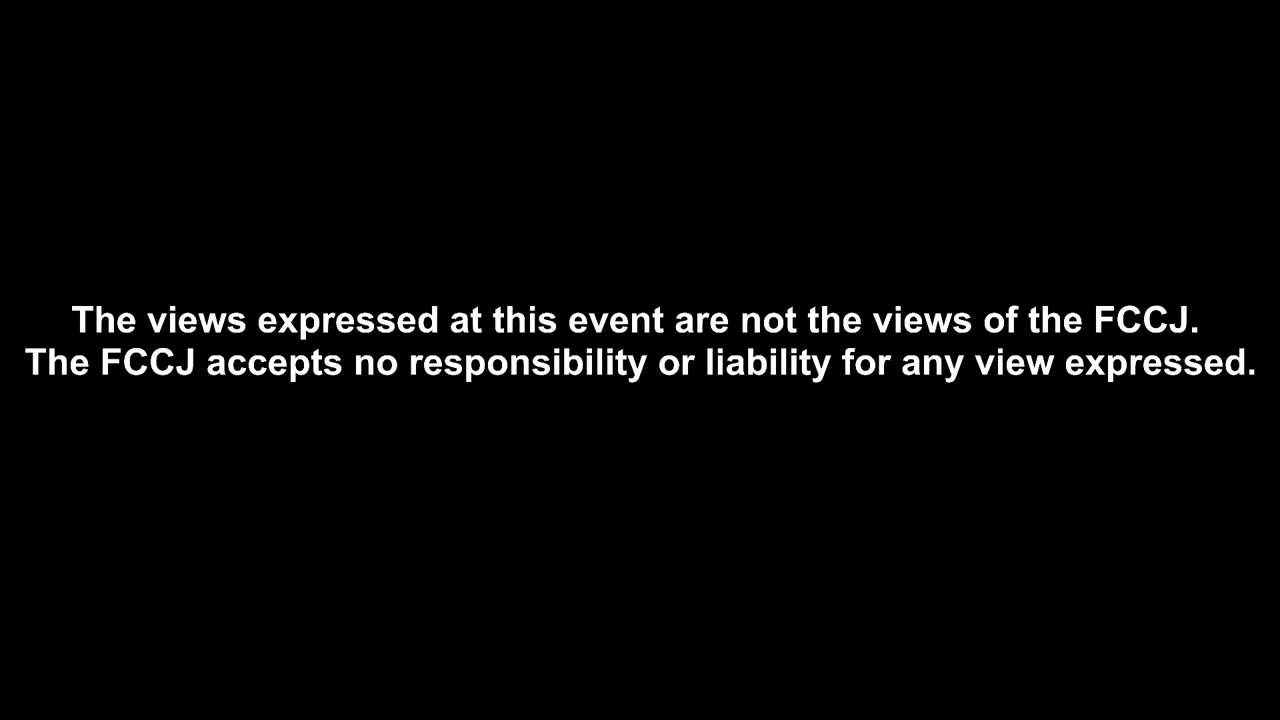 The views expressed at this event are not the views of the FCCJ.
The FCCJ accepts no responsibility or liability for any view expressed.